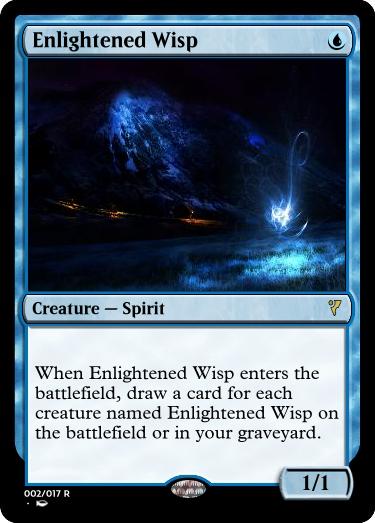 Enlightened Wisp
Creature — Spirit
When Enlightened Wisp enters the
battlefield, draw a card for each
creature named Enlightened Wisp on
the battlefield or in your graveyard.
1/1
002/017 R